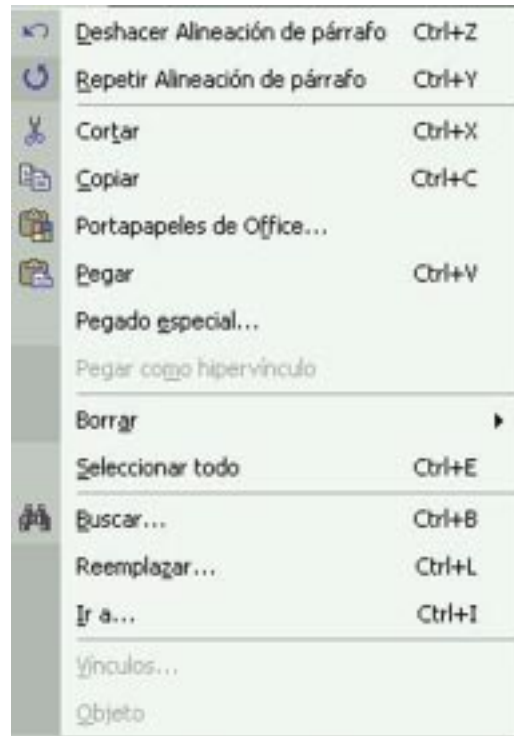 Deshacer Alineación de párrafo Ctrl+Z
Repetir Alineación de párrafo Ctrl+Y
Cortar Ctrl+X
Copiar Ctrl+C
Portapapeles de Office...
Pegar Ctrl+V
Pegado especial...
Pegar como hipervínculo
Borrar
Seleccionar todo Ctrl+E
Buscar... Ctrl+B
Reemplazar... Ctrl+L
Ir a... Ctrl+I
Vínculos...
Objeto